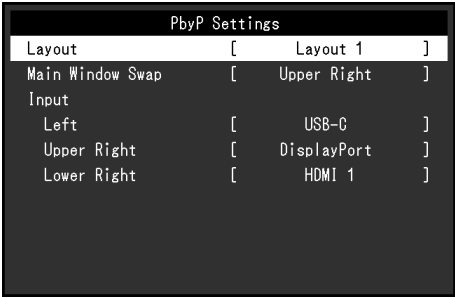 PbyP Settings
Layout [ Layout 1 ]
Main Window Swap [ Upper Right ]
Input
Left [ USB-C ]
Upper Right [ DisplayPort ]
Lower Right [ HDMI 1 ]